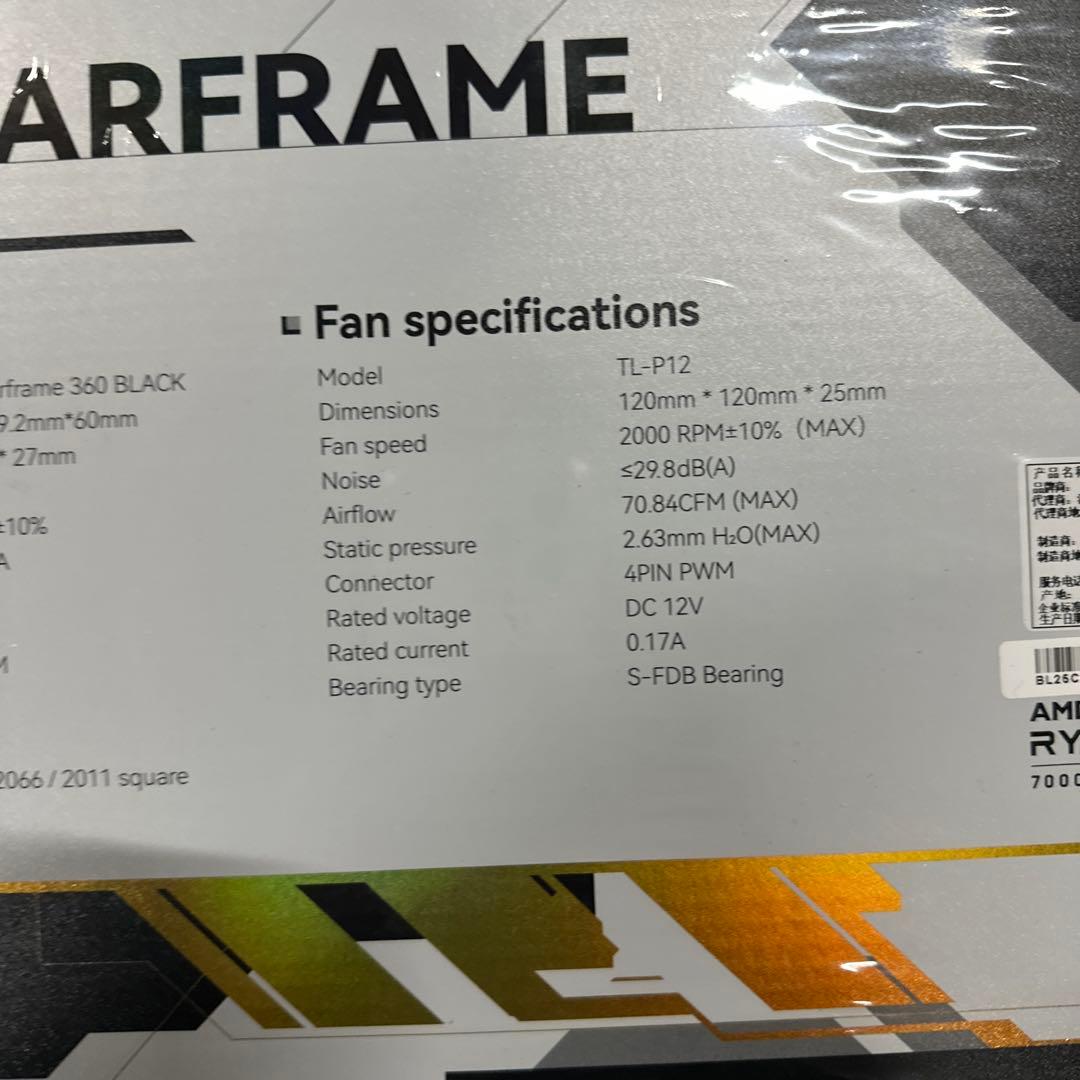 ARFRAME
Fan specifications
rframe 360 BLACK
9.2mm*60mm
* 27mm
±10%
A
M
2066 / 2011 square
Model TL-P12
Dimensions 120mm * 120mm * 25mm
Fan speed 2000 RPM±10% (MAX)
Noise ≤29.8dB(A)
Airflow 70.84CFM (MAX)
Static pressure 2.63mm H₂O(MAX)
Connector 4PIN PWM
Rated voltage DC 12V
Rated current 0.17A
Bearing type S-FDB Bearing
产品名称
品牌商:
代理商:
代理商地
制造商:
制造商地
服务电话
产地:
企业标准
生产日期
BL26C
AMD
RY
7000